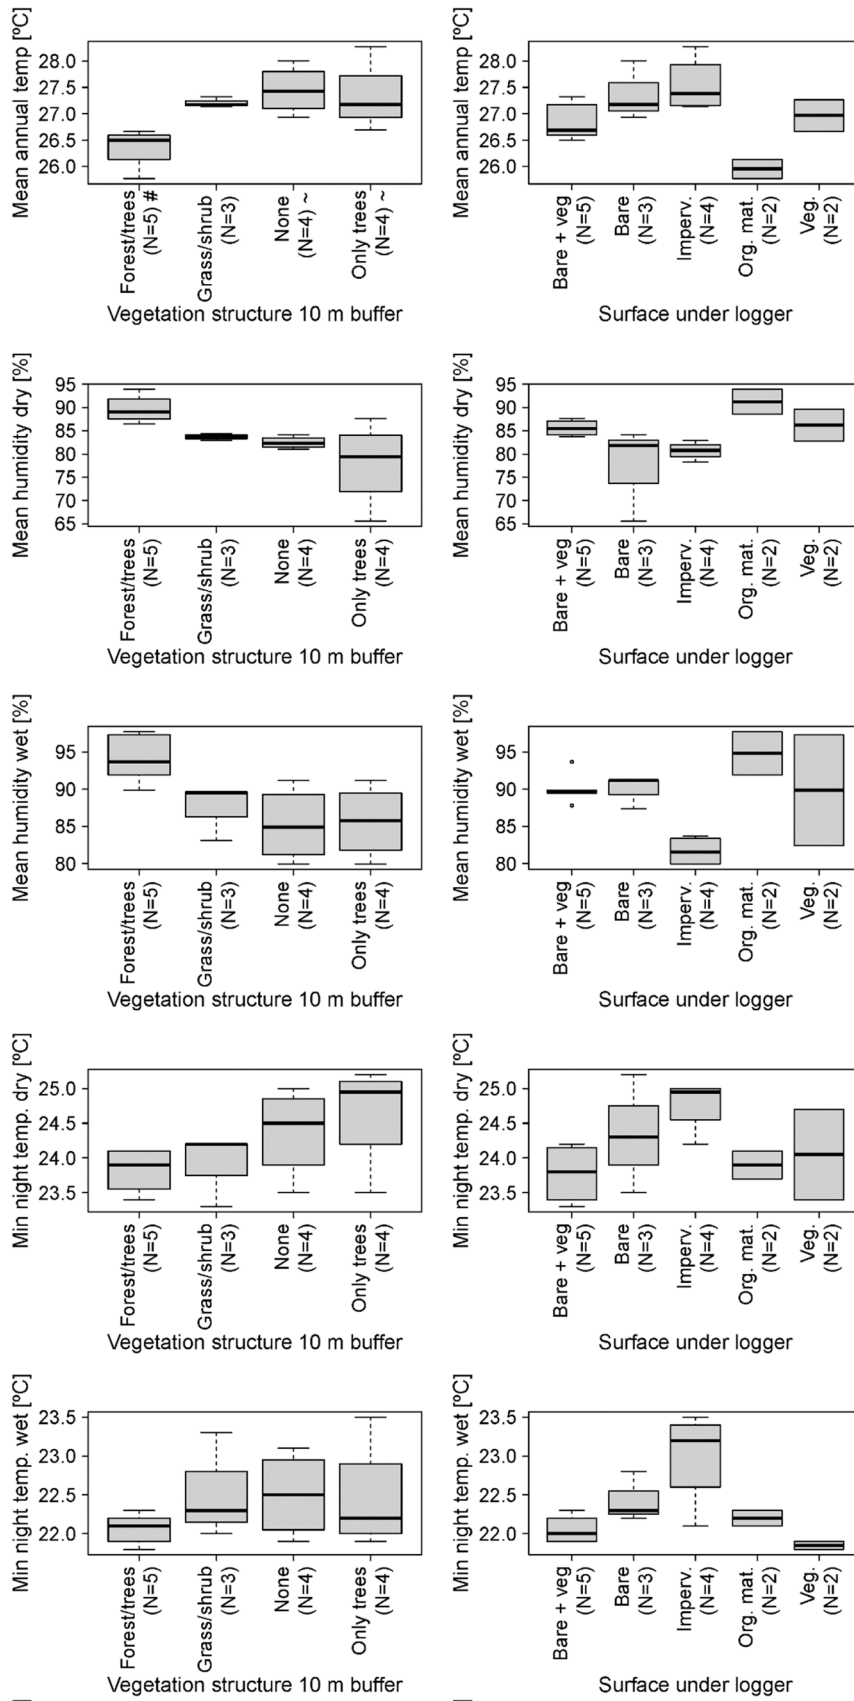 Mean annual temp [ºC]
28.0
27.5
27.0
26.5
26.0
Forest/trees
(N=5) #
Grass/shrub
(N=3)
None
(N=4) ~
Only trees
(N=4) ~
Vegetation structure 10 m buffer
Mean annual temp [ºC]
28.0
27.5
27.0
26.5
26.0
Bare + veg
(N=5)
Bare
(N=3)
Imperv.
(N=4)
Org. mat.
(N=2)
Veg.
(N=2)
Surface under logger
Mean humidity dry [%]
95
90
85
80
75
70
65
Forest/trees
(N=5)
Grass/shrub
(N=3)
None
(N=4)
Only trees
(N=4)
Vegetation structure 10 m buffer
Mean humidity dry [%]
95
90
85
80
75
70
65
Bare + veg
(N=5)
Bare
(N=3)
Imperv.
(N=4)
Org. mat.
(N=2)
Veg.
(N=2)
Surface under logger
Mean humidity wet [%]
95
90
85
80
Forest/trees
(N=5)
Grass/shrub
(N=3)
None
(N=4)
Only trees
(N=4)
Vegetation structure 10 m buffer
Mean humidity wet [%]
95
90
85
80
Bare + veg
(N=5)
Bare
(N=3)
Imperv.
(N=4)
Org. mat.
(N=2)
Veg.
(N=2)
Surface under logger
Min night temp. dry [ºC]
25.0
24.5
24.0
23.5
Forest/trees
(N=5)
Grass/shrub
(N=3)
None
(N=4)
Only trees
(N=4)
Vegetation structure 10 m buffer
Min night temp. dry [ºC]
25.0
24.5
24.0
23.5
Bare + veg
(N=5)
Bare
(N=3)
Imperv.
(N=4)
Org. mat.
(N=2)
Veg.
(N=2)
Surface under logger
Min night temp. wet [ºC]
23.5
23.0
22.5
22.0
Forest/trees
(N=5)
Grass/shrub
(N=3)
None
(N=4)
Only trees
(N=4)
Vegetation structure 10 m buffer
Min night temp. wet [ºC]
23.5
23.0
22.5
22.0
Bare + veg
(N=5)
Bare
(N=3)
Imperv.
(N=4)
Org. mat.
(N=2)
Veg.
(N=2)
Surface under logger